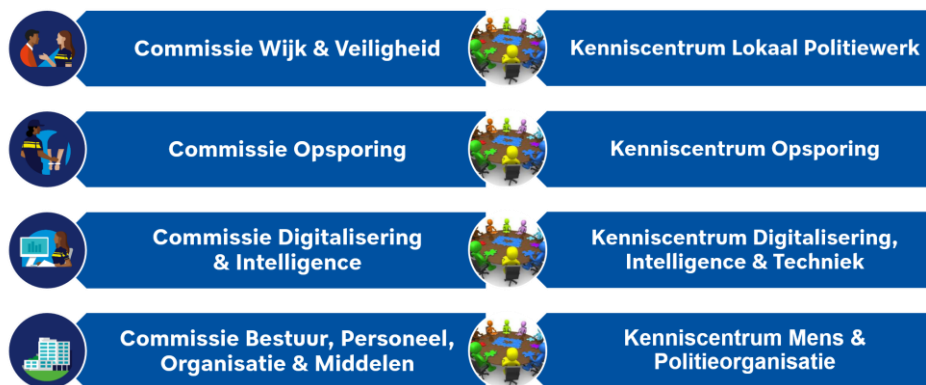 Commissie Wijk & Veiligheid
Kenniscentrum Lokaal Politiewerk
Commissie Opsporing
Kenniscentrum Opsporing
Commissie Digitalisering
& Intelligence
Kenniscentrum Digitalisering,
Intelligence & Techniek
Commissie Bestuur, Personeel,
Organisatie & Middelen
Kenniscentrum Mens &
Politieorganisatie